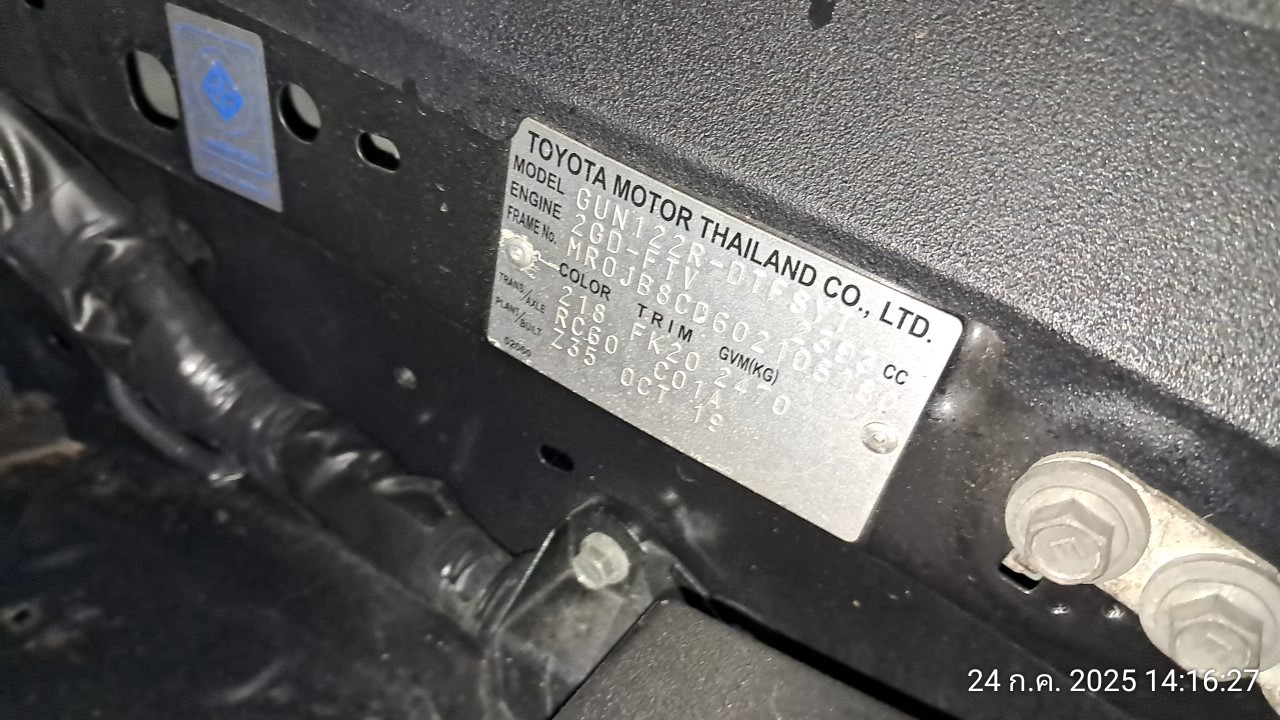 TOYOTA MOTOR THAILAND CO., LTD.
MODEL GUN122R-DTFSYT
ENGINE 2GD-FTV 2393 CC
FRAME No. MR0JB8CD602105160
COLOR TRIM GVM(KG)
218 FK20 2470
TRANS/AXLE RC60 C01A
PLANT/BUILT Z35 OCT 19
02060
24 ก.ค. 2025 14:16:27